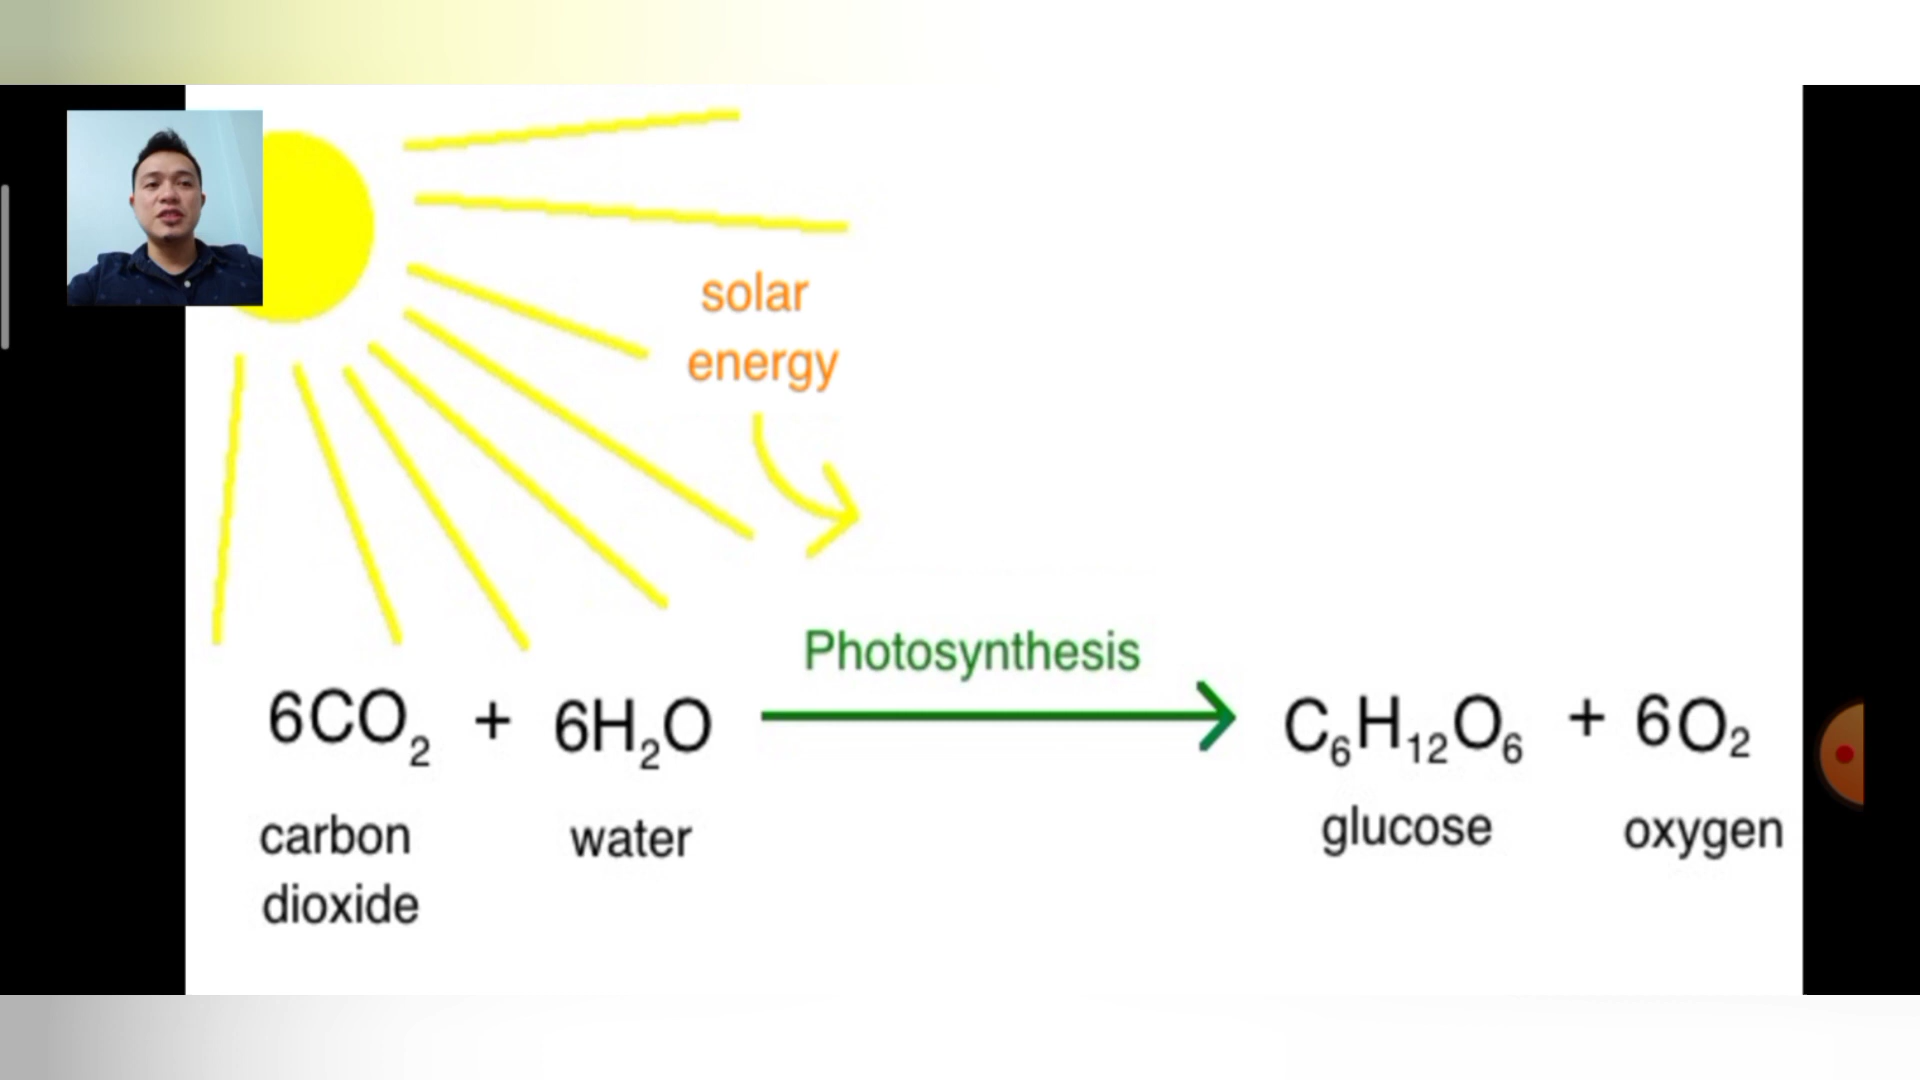 solar
energy
Photosynthesis
6CO₂ + 6H₂O C₆H₁₂O₆ + 6O₂
carbon dioxide
water
glucose
oxygen